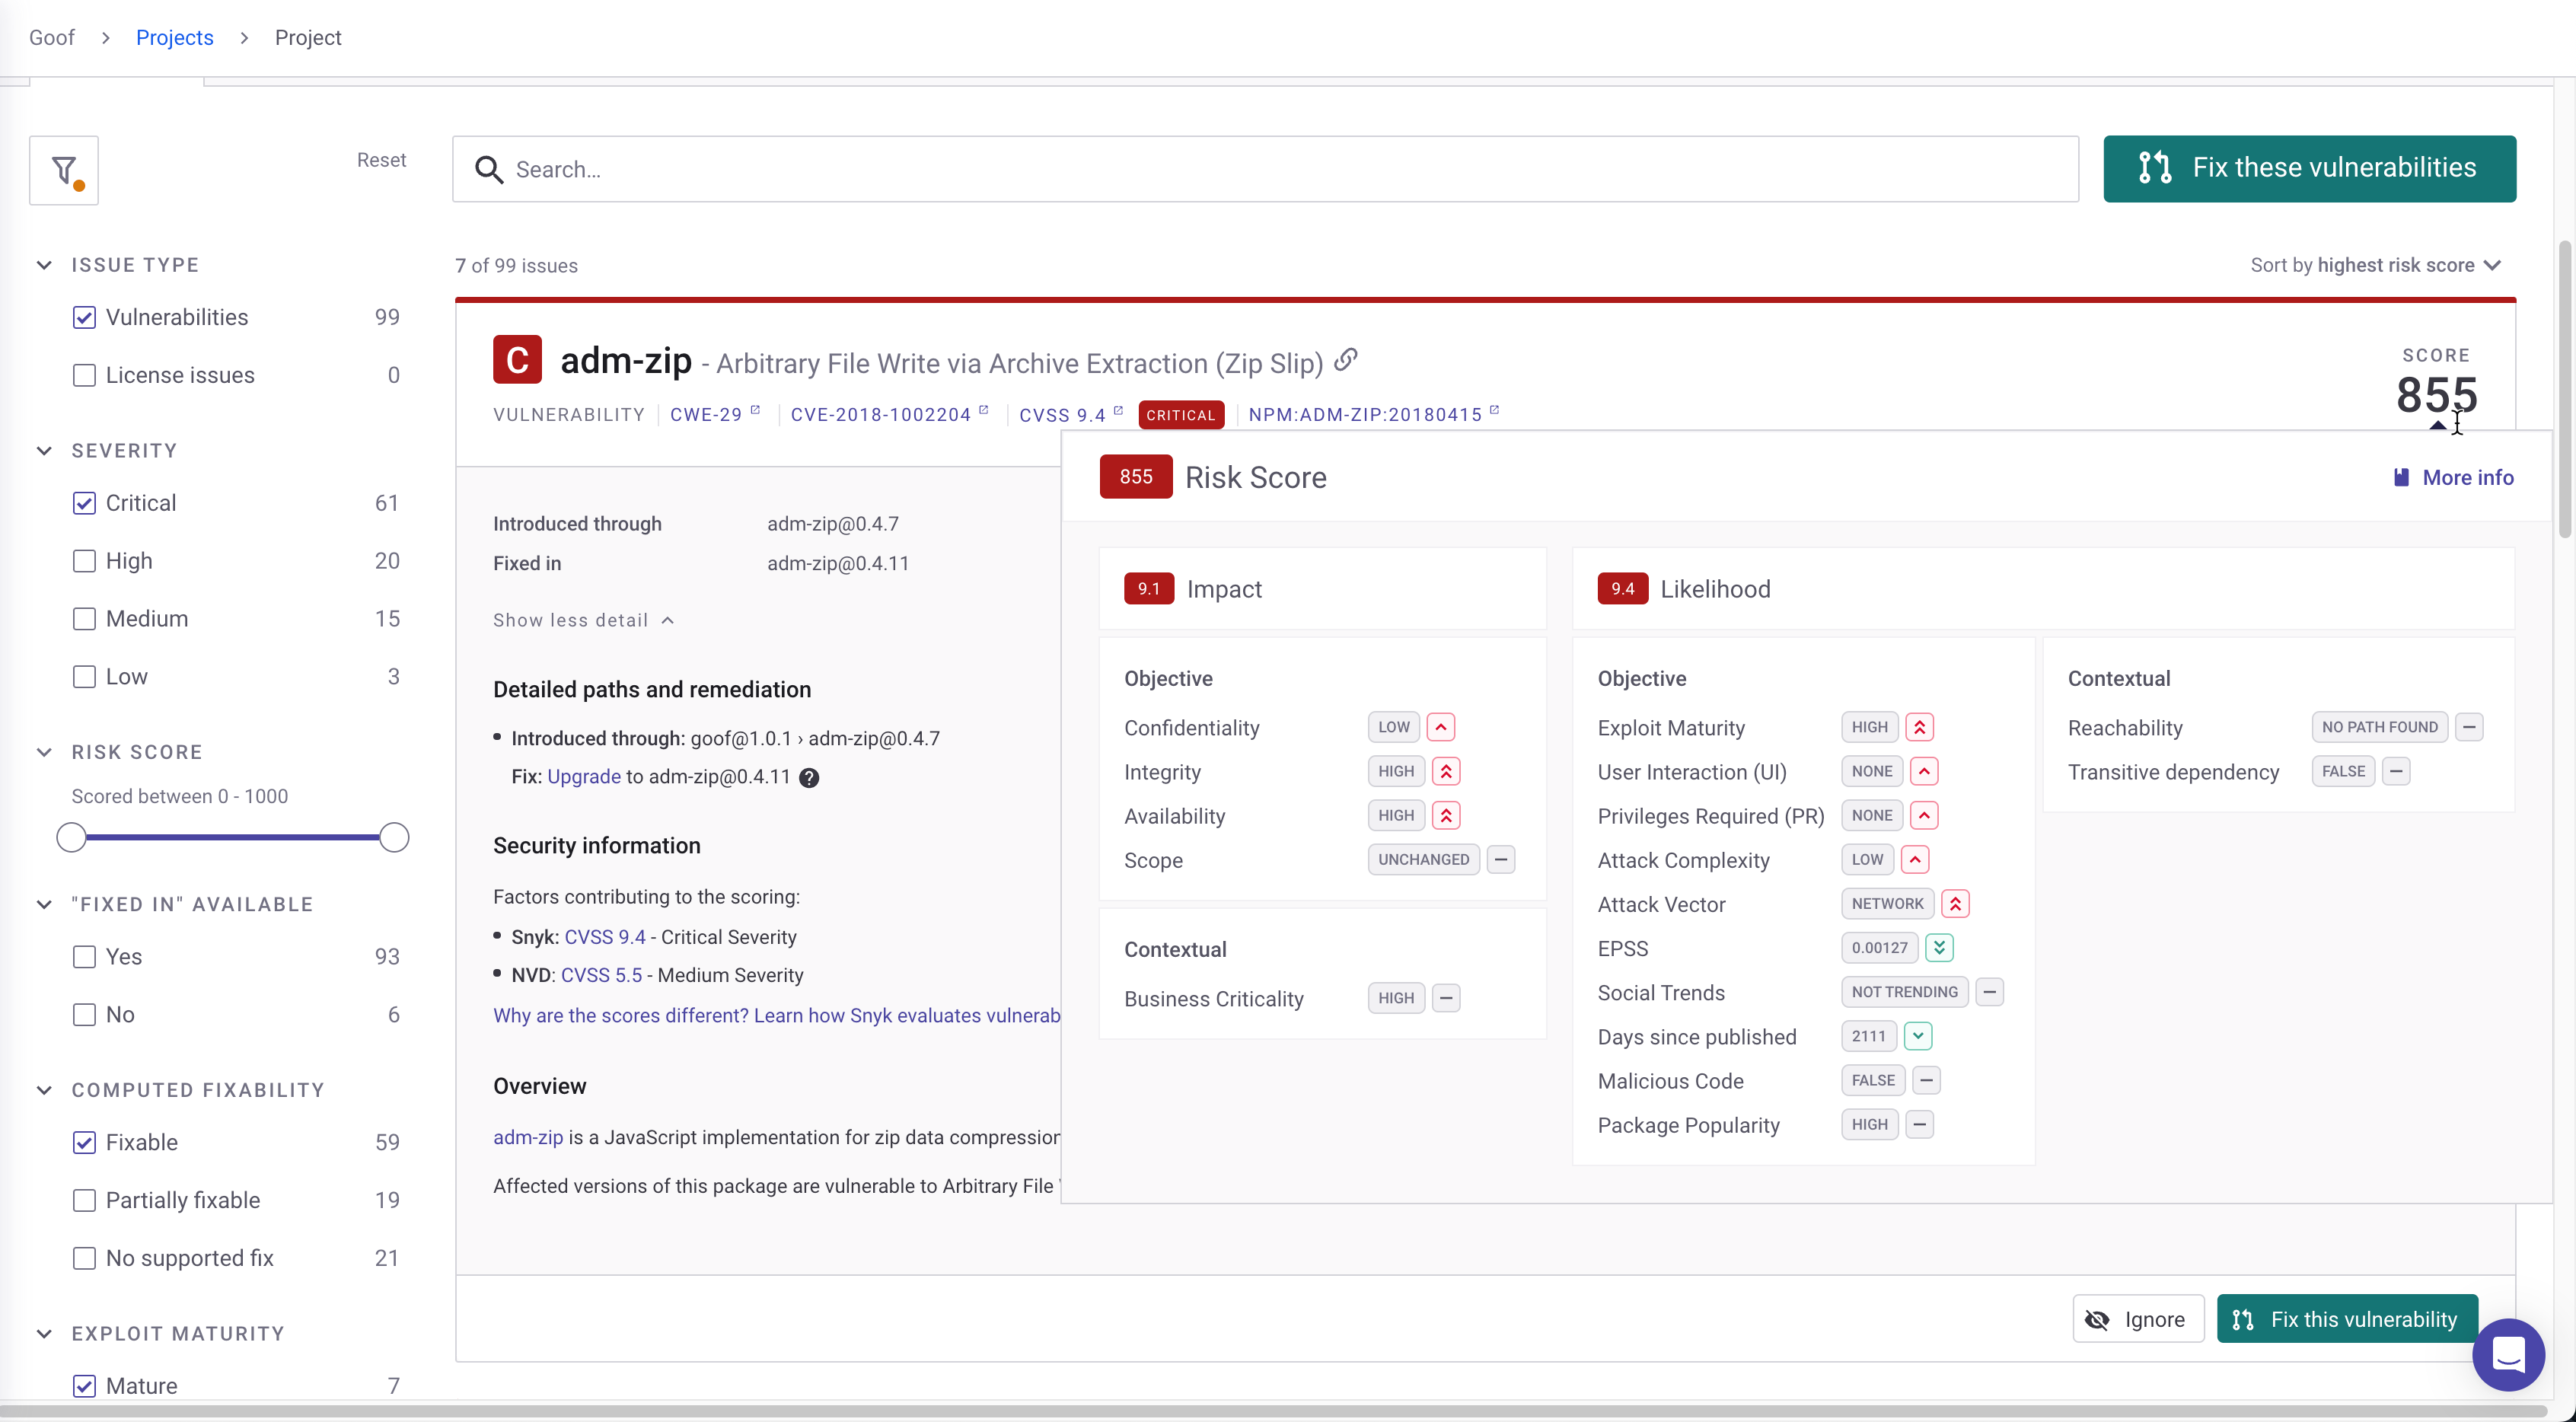 Goof > Projects > Project
Reset
Search...
Fix these vulnerabilities
ISSUE TYPE
Vulnerabilities 99
License issues 0
SEVERITY
Critical 61
High 20
Medium 15
Low 3
RISK SCORE
Scored between 0 - 1000
"FIXED IN" AVAILABLE
Yes 93
No 6
COMPUTED FIXABILITY
Fixable 59
Partially fixable 19
No supported fix 21
EXPLOIT MATURITY
Mature 7
7 of 99 issues
Sort by highest risk score
C adm-zip - Arbitrary File Write via Archive Extraction (Zip Slip)
SCORE
855
VULNERABILITY CWE-29 CVE-2018-1002204 CVSS 9.4 CRITICAL NPM:ADM-ZIP:20180415
Introduced through adm-zip@0.4.7
Fixed in adm-zip@0.4.11
Show less detail
Detailed paths and remediation
• Introduced through: goof@1.0.1 › adm-zip@0.4.7
Fix: Upgrade to adm-zip@0.4.11 ?
Security information
Factors contributing to the scoring:
• Snyk: CVSS 9.4 - Critical Severity
• NVD: CVSS 5.5 - Medium Severity
Why are the scores different? Learn how Snyk evaluates vulnerab
Overview
adm-zip is a JavaScript implementation for zip data compression
Affected versions of this package are vulnerable to Arbitrary File
855 Risk Score
More info
9.1 Impact
Objective
Confidentiality LOW
Integrity HIGH
Availability HIGH
Scope UNCHANGED
Contextual
Business Criticality HIGH
9.4 Likelihood
Objective
Exploit Maturity HIGH
User Interaction (UI) NONE
Privileges Required (PR) NONE
Attack Complexity LOW
Attack Vector NETWORK
EPSS 0.00127
Social Trends NOT TRENDING
Days since published 2111
Malicious Code FALSE
Package Popularity HIGH
Contextual
Reachability NO PATH FOUND
Transitive dependency FALSE
Ignore
Fix this vulnerability